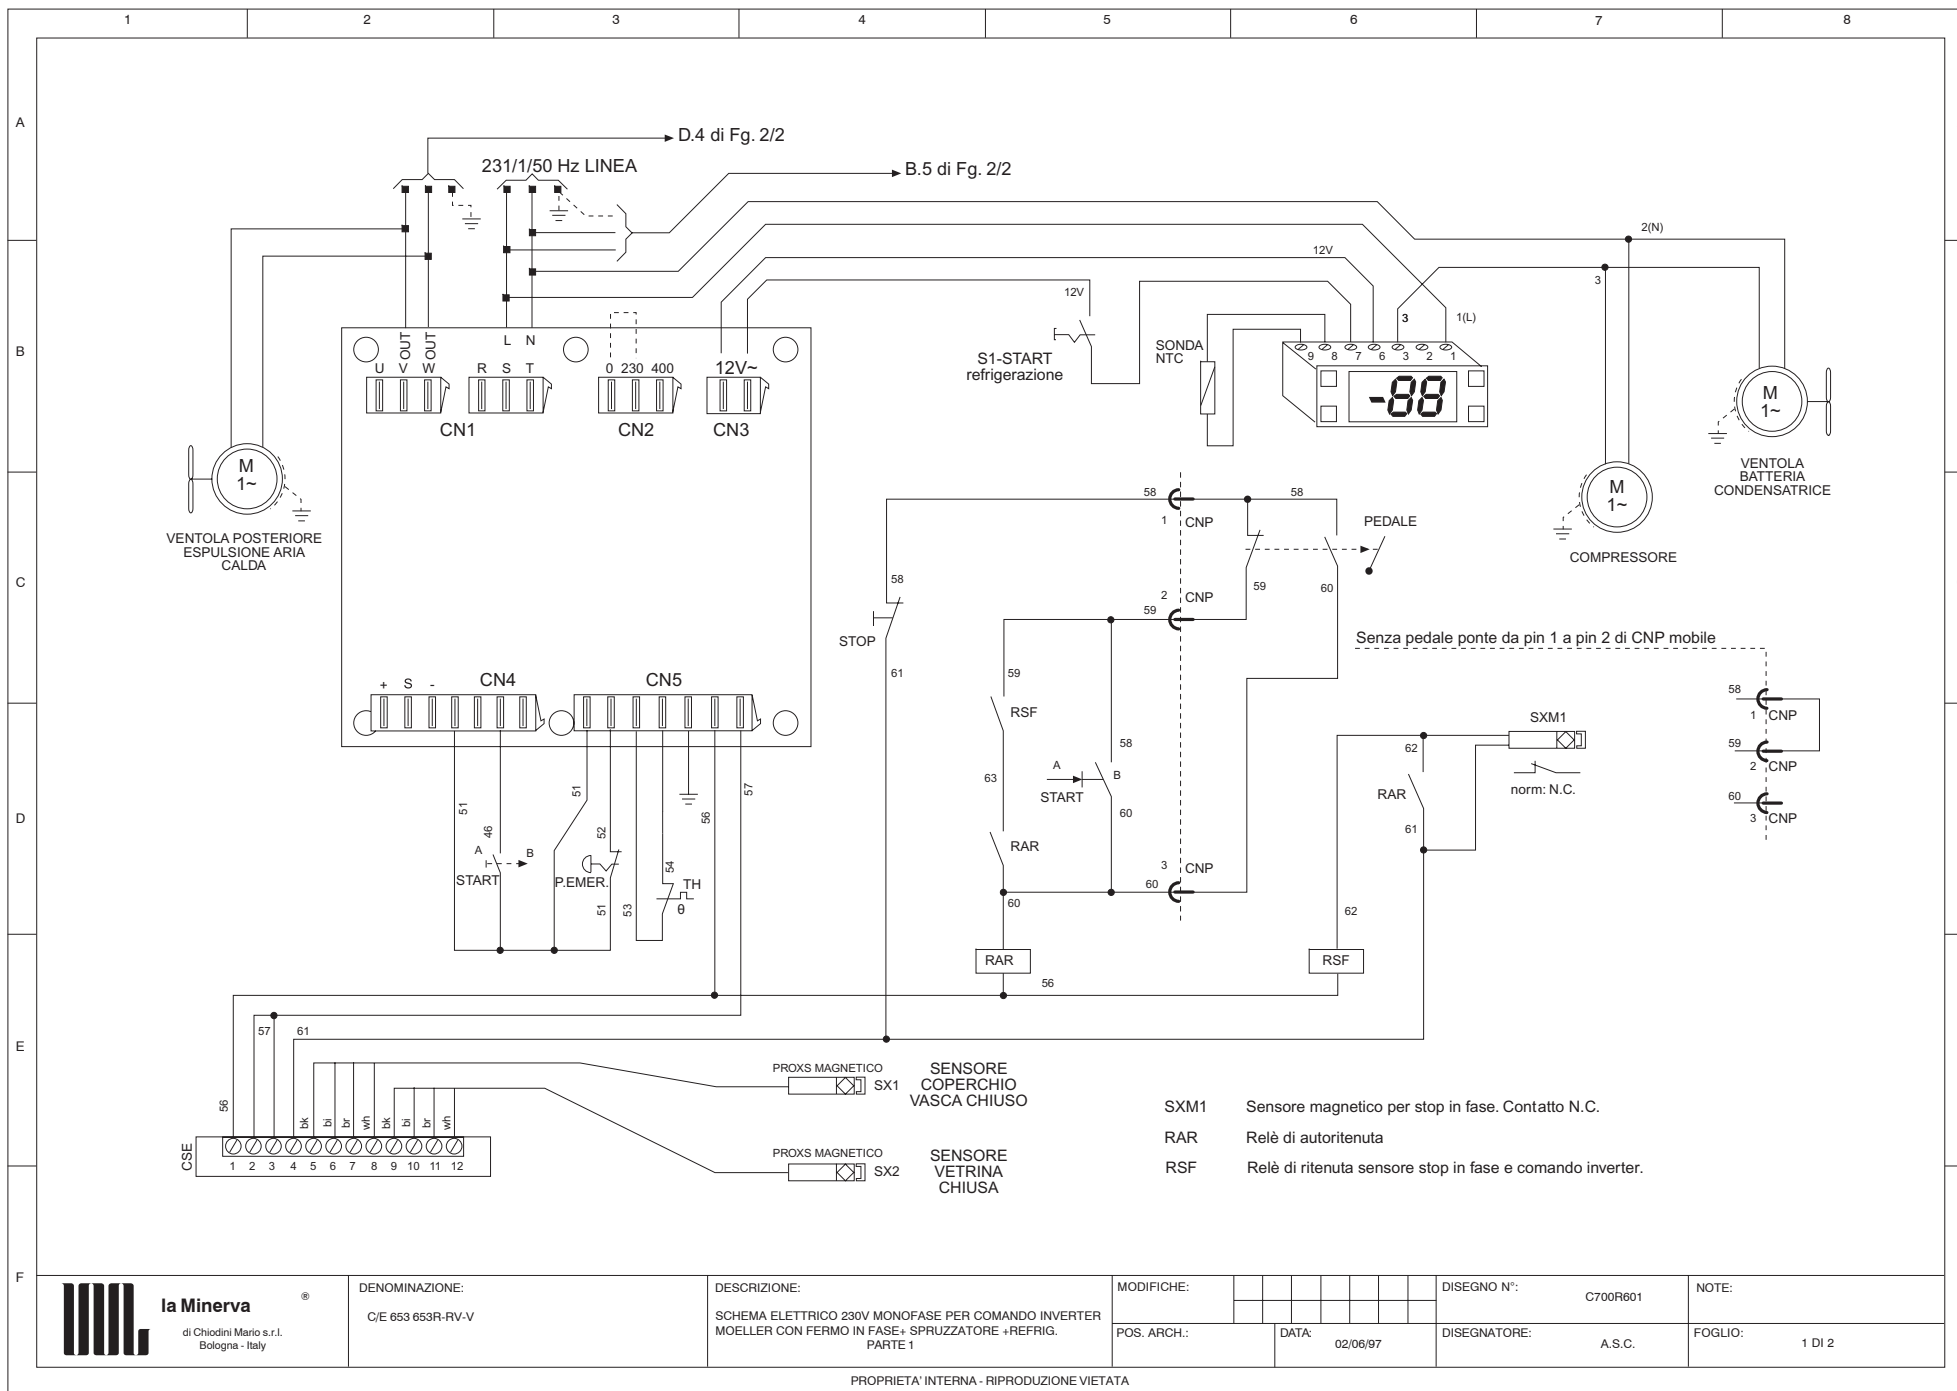 1 2 3 4 5 6 7 8
A
B
C
D
E
F
D.4 di Fg. 2/2
231/1/50 Hz LINEA
B.5 di Fg. 2/2
2(N)
12V
3
12V
3
1(L)
U V W
OUT OUT
L N
R S T
0 230 400
12V~
CN1
CN2
CN3
S1-START
refrigerazione
SONDA
NTC
9 8 7 6 3 2 1
-88
M
1~
VENTOLA
BATTERIA
CONDENSATRICE
M
1~
COMPRESSORE
M
1~
VENTOLA POSTERIORE
ESPULSIONE ARIA
CALDA
58
1 CNP
58
PEDALE
58
STOP
61
2 CNP
59
59
60
Senza pedale ponte da pin 1 a pin 2 di CNP mobile
+ S -
CN4
CN5
59
RSF
63
RAR
58
A
B
START
60
3 CNP
60
60
SXM1
norm: N.C.
62
RAR
61
62
58
1 CNP
59
2 CNP
60
3 CNP
51
46
A
B
START
51
52
P.EMER.
51
53
54
TH
θ
56
57
RAR
RSF
56
57
61
56
bk
bi
br
wh
bk
bi
br
wh
CSE
1 2 3 4 5 6 7 8 9 10 11 12
PROXS MAGNETICO
SX1
SENSORE
COPERCHIO
VASCA CHIUSO
PROXS MAGNETICO
SX2
SENSORE
VETRINA
CHIUSA
SXM1 Sensore magnetico per stop in fase. Contatto N.C.
RAR Relè di autoritenuta
RSF Relè di ritenuta sensore stop in fase e comando inverter.
la Minerva ®
di Chiodini Mario s.r.l.
Bologna - Italy
DENOMINAZIONE:
C/E 653 653R-RV-V
DESCRIZIONE:
SCHEMA ELETTRICO 230V MONOFASE PER COMANDO INVERTER
MOELLER CON FERMO IN FASE+ SPRUZZATORE +REFRIG.
PARTE 1
MODIFICHE:
POS. ARCH.:
DATA:
02/06/97
DISEGNO N°:
C700R601
DISEGNATORE:
A.S.C.
NOTE:
FOGLIO:
1 DI 2
PROPRIETA' INTERNA - RIPRODUZIONE VIETATA